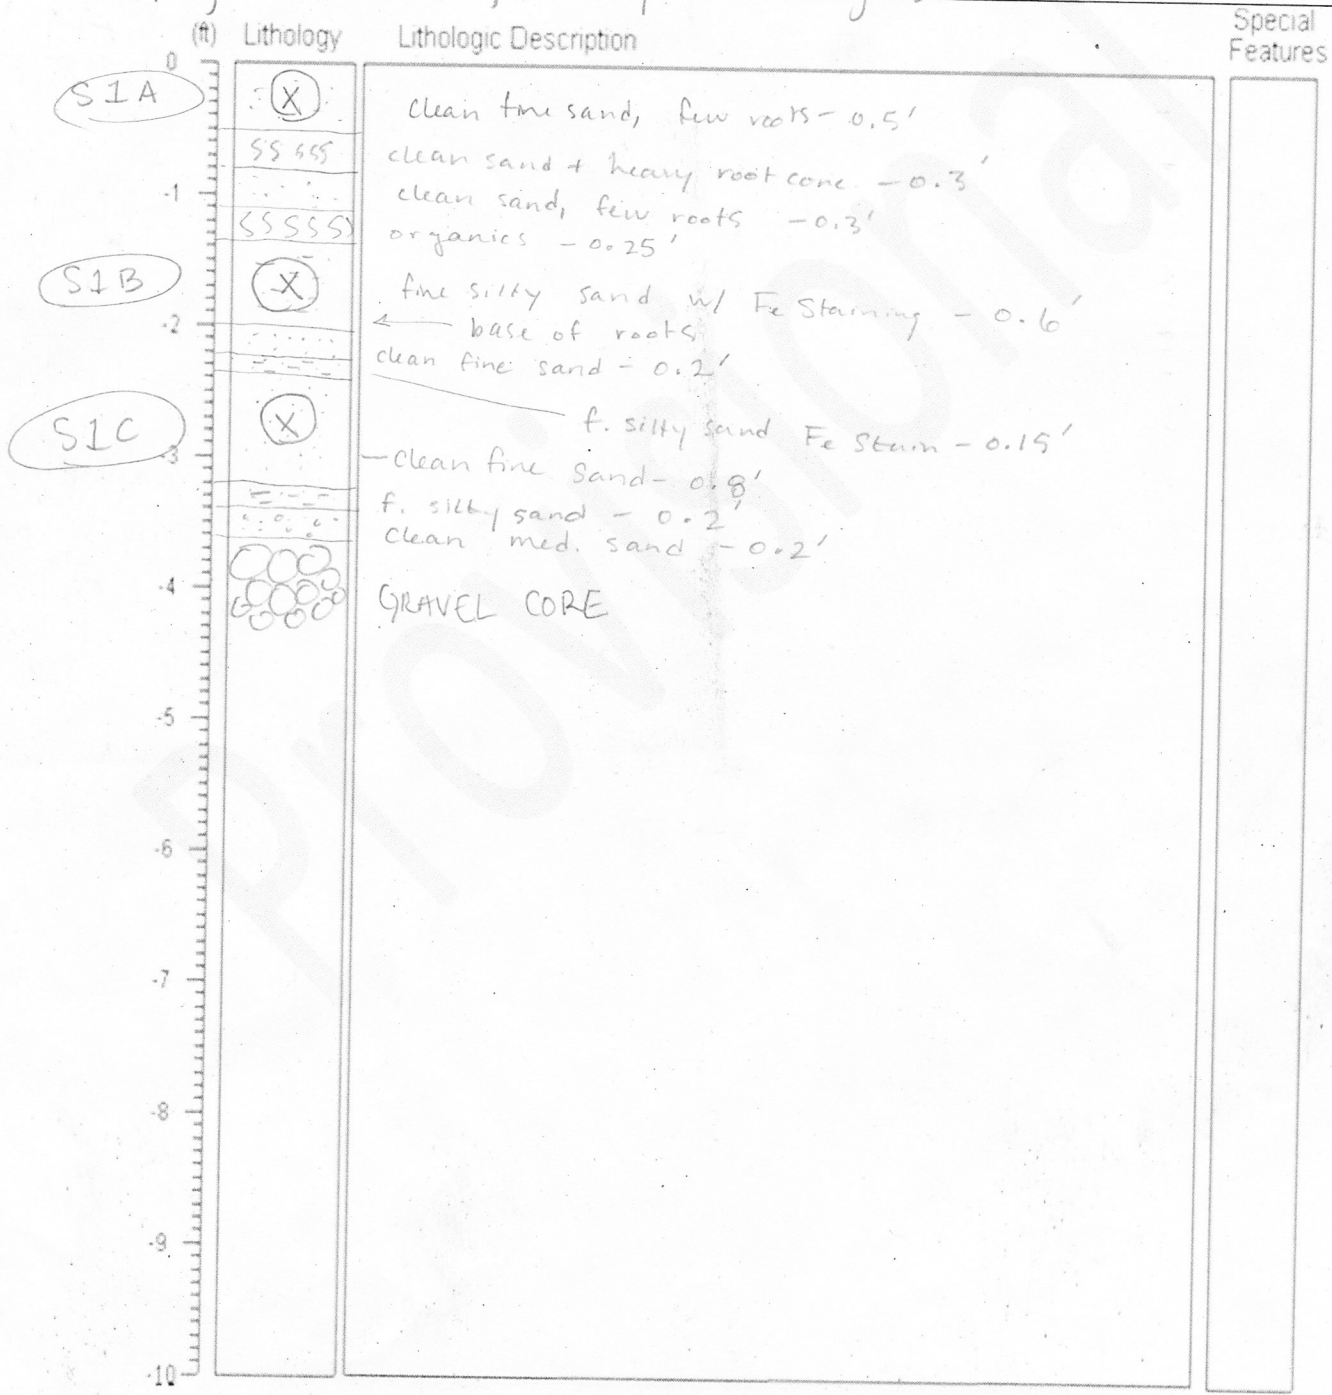 (ft) Lithology Lithologic Description Special Features
0
S1A X clean fine sand, few roots - 0.5'
SS SSS clean sand + heavy root conc - 0.3'
-1
clean sand, few roots - 0.3'
SSSSS organics - 0.25'
S1B X fine silty sand w/ Fe Staining - 0.6'
-2
base of roots
clean fine sand - 0.2'
f. silty sand Fe Stain - 0.15'
S1C X
-3
clean fine sand - 0.8'
f. silty sand - 0.2'
clean med. sand - 0.2'
-4
GRAVEL CORE
-5
-6
-7
-8
-9
-10
Provisional